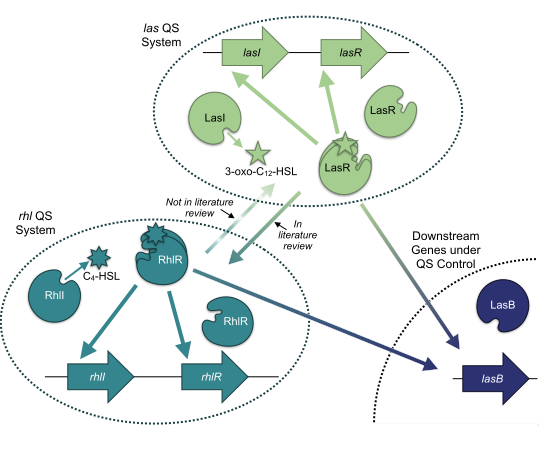 las QS
System
lasI
lasR
LasI
LasR
3-oxo-C₁₂-HSL
LasR
Not in literature
review
In
literature
review
rhl QS
System
RhlR
C₄-HSL
RhlI
RhlR
rhlI
rhlR
Downstream
Genes under
QS Control
LasB
lasB